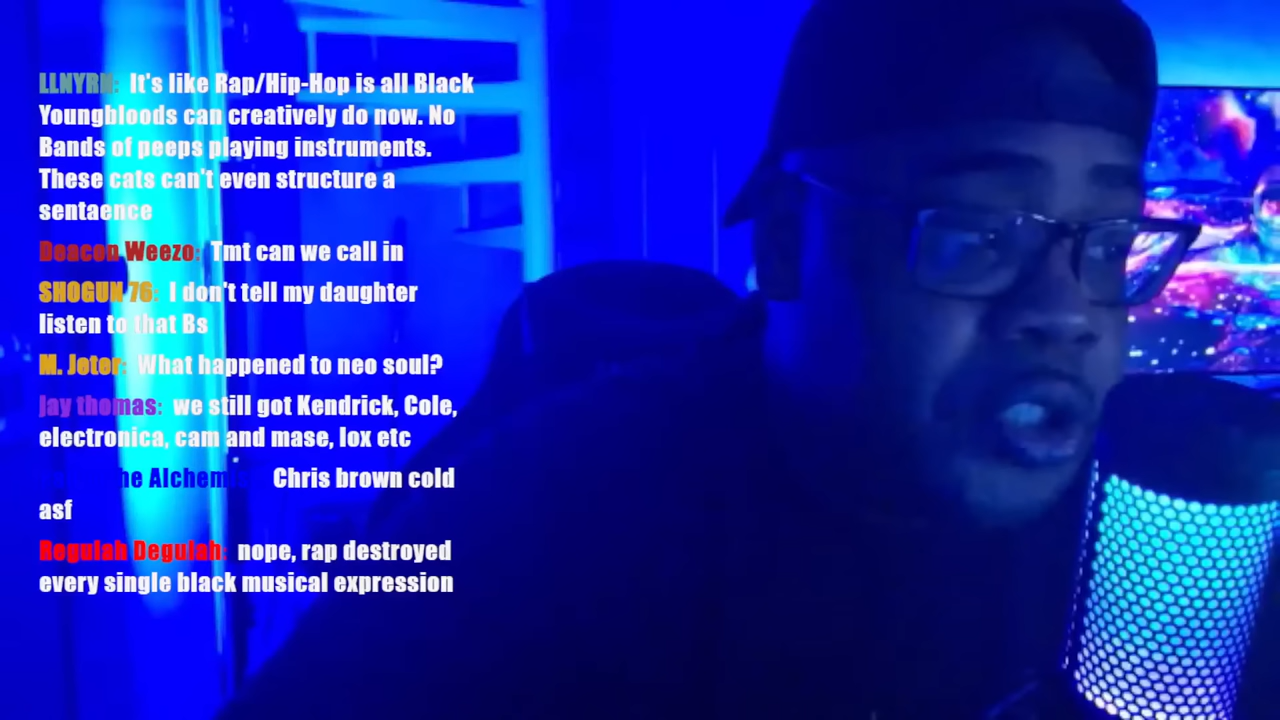 LLNYRH: It's like Rap/Hip-Hop is all Black
Youngbloods can creatively do now. No
Bands of peeps playing instruments.
These cats can't even structure a
sentaence
Deacon Weezo: Tmt can we call in
SHOGUN 76: I don't tell my daughter
listen to that Bs
M. Jeter: What happened to neo soul?
Jay thomas: we still got Kendrick, Cole,
electronica, cam and mase, lox etc
he Alchem Chris brown cold
asf
Regulah Degulah: nope, rap destroyed
every single black musical expression